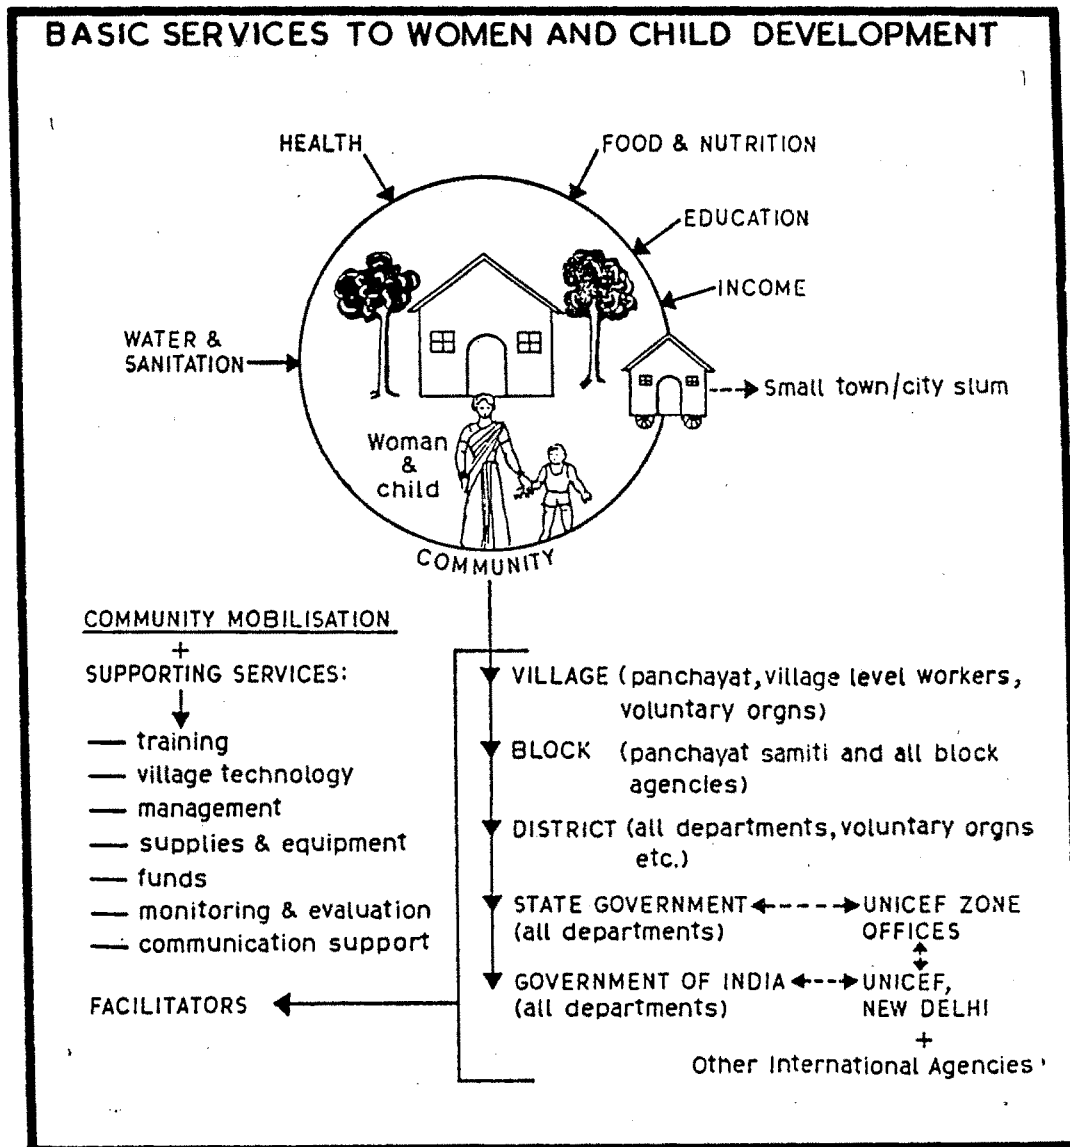 BASIC SERVICES TO WOMEN AND CHILD DEVELOPMENT
HEALTH
FOOD & NUTRITION
EDUCATION
INCOME
WATER &
SANITATION
Small town/city slum
Woman
&
child
COMMUNITY
COMMUNITY MOBILISATION
+
SUPPORTING SERVICES:
— training
— village technology
— management
— supplies & equipment
— funds
— monitoring & evaluation
— communication support
FACILITATORS
VILLAGE (panchayat, village level workers,
voluntary orgns)
BLOCK (panchayat samiti and all block
agencies)
DISTRICT (all departments, voluntary orgns
etc.)
STATE GOVERNMENT
(all departments)
UNICEF ZONE
OFFICES
GOVERNMENT OF INDIA
(all departments)
UNICEF,
NEW DELHI
+
Other International Agencies